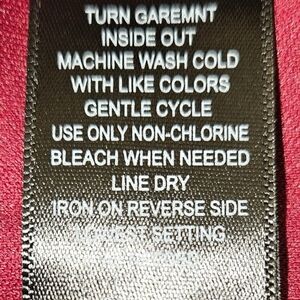 TURN GAREMNT
INSIDE OUT
MACHINE WASH COLD
WITH LIKE COLORS
GENTLE CYCLE
USE ONLY NON-CHLORINE
BLEACH WHEN NEEDED
LINE DRY
IRON ON REVERSE SIDE
LOWEST SETTING